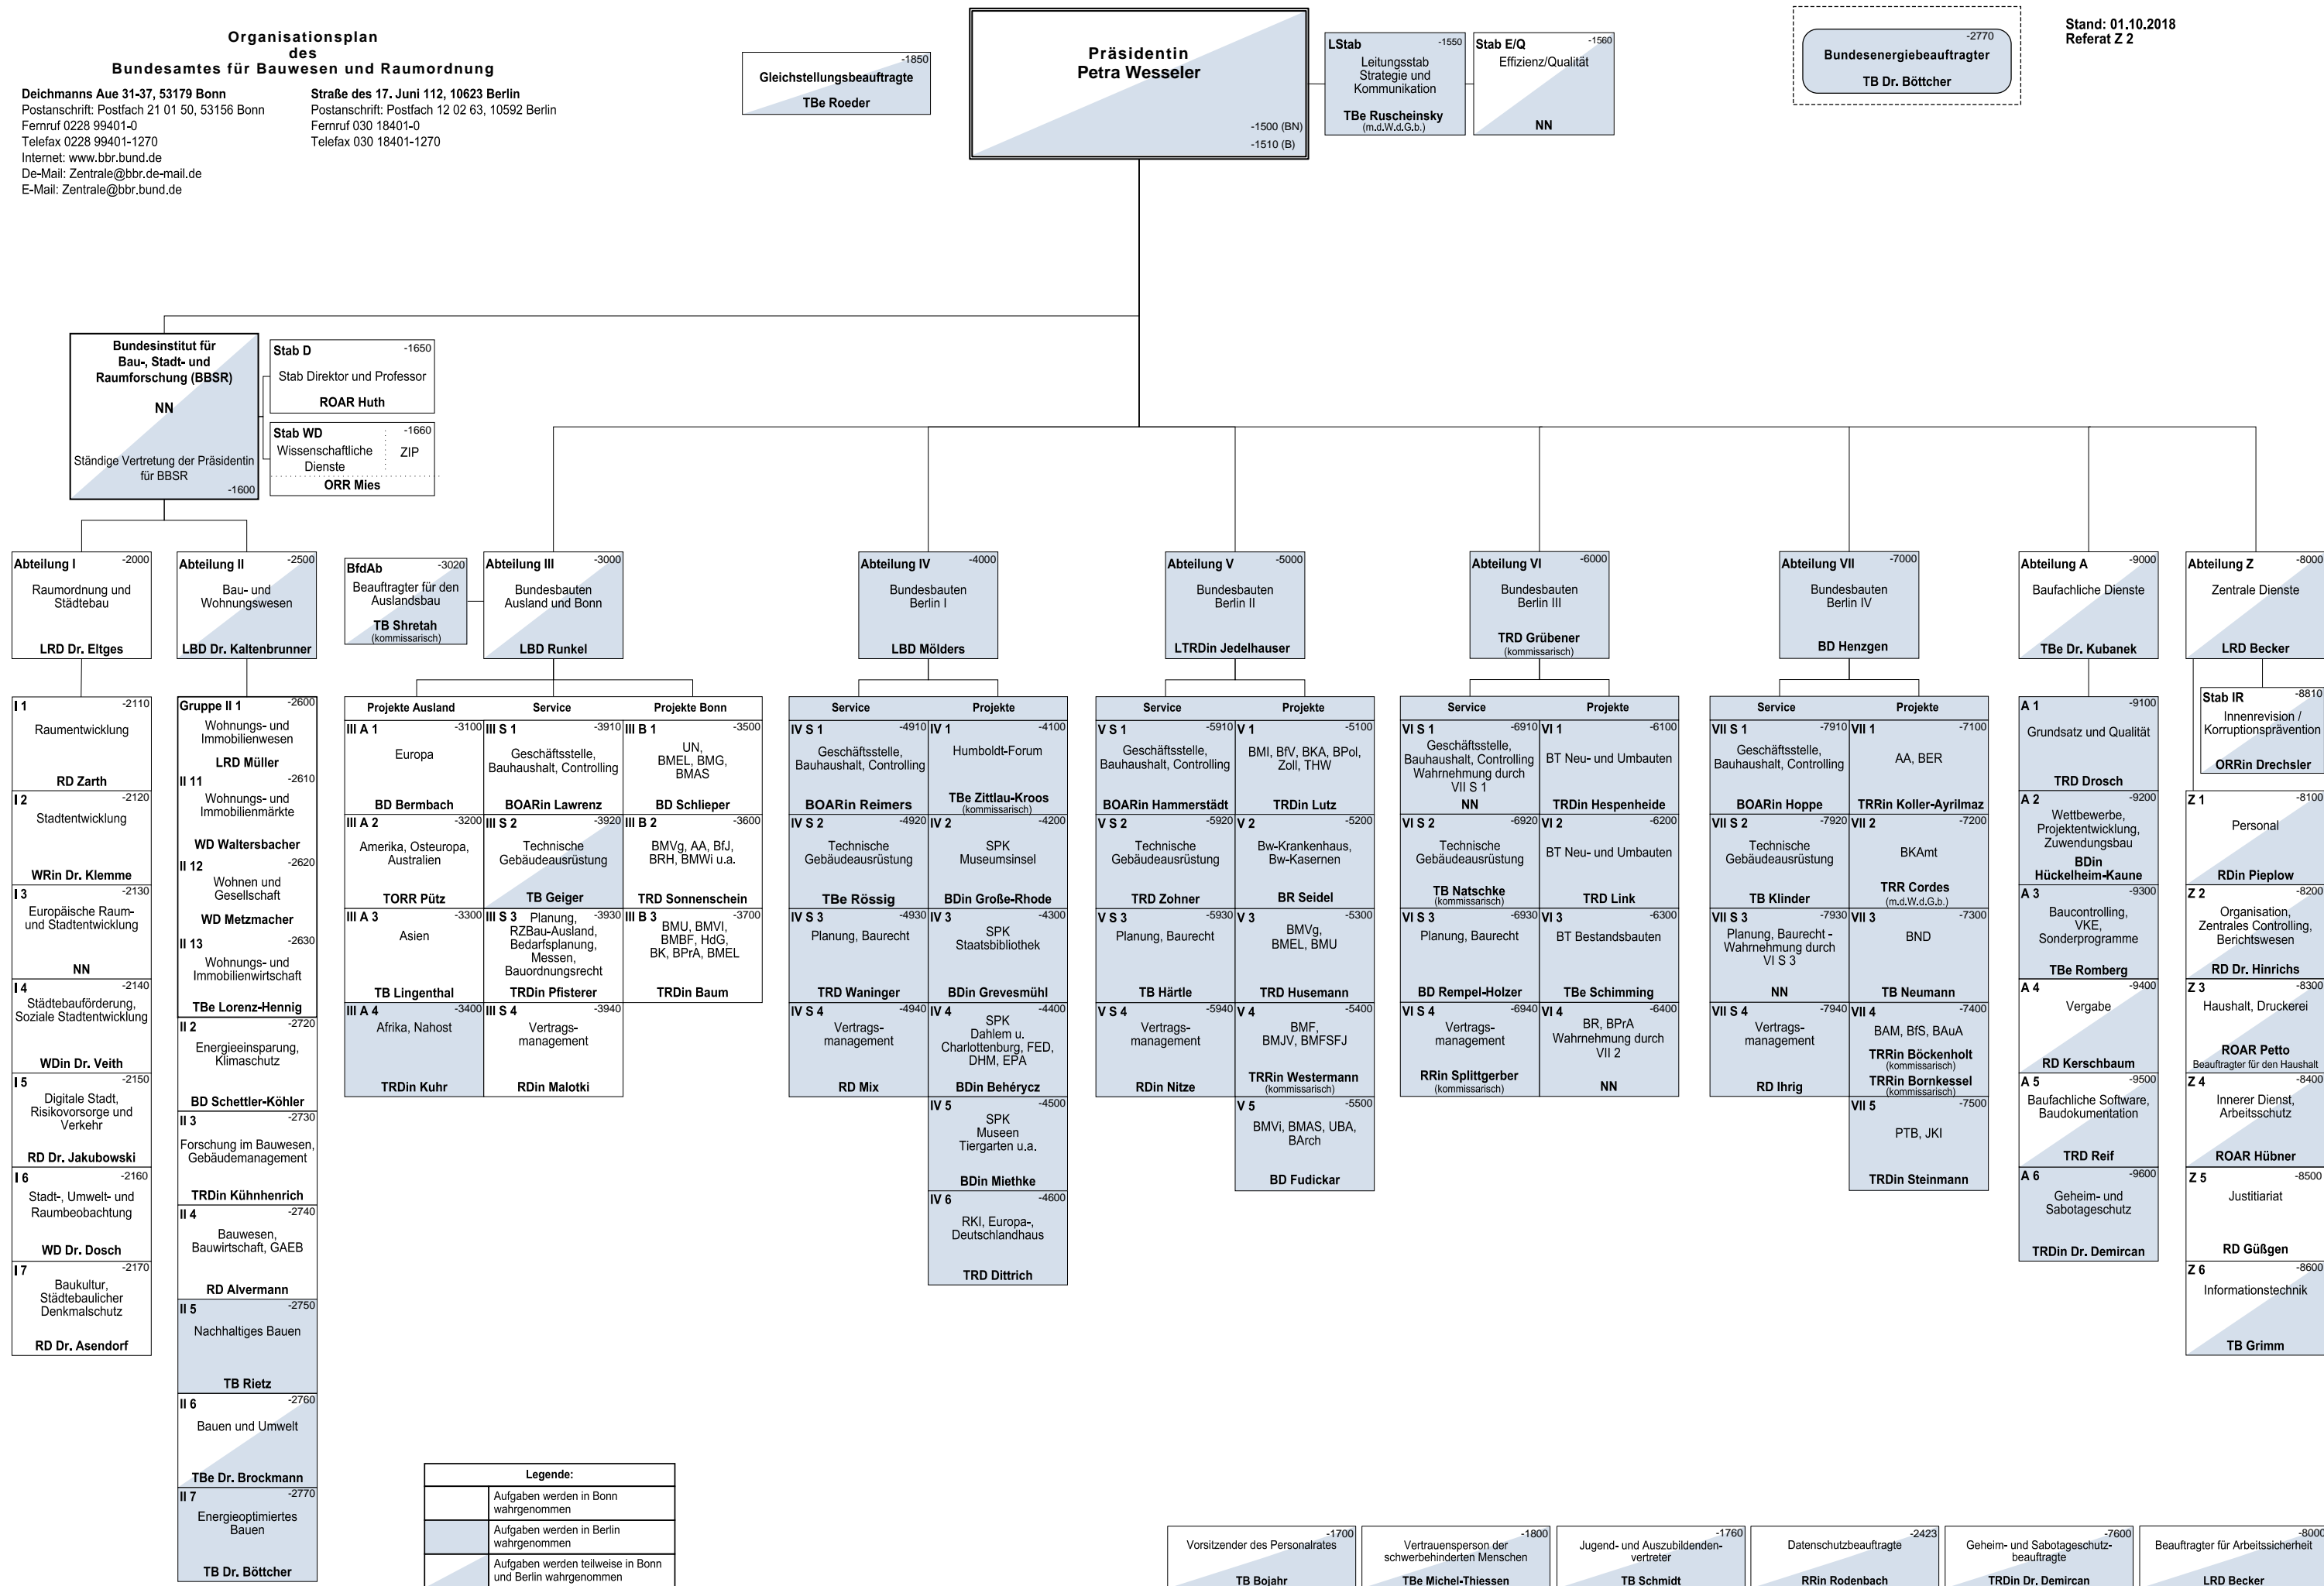 Organisationsplan
des
Bundesamtes für Bauwesen und Raumordnung
Deichmanns Aue 31-37, 53179 Bonn
Postanschrift: Postfach 21 01 50, 53156 Bonn
Fernruf 0228 99401-0
Telefax 0228 99401-1270
Internet: www.bbr.bund.de
De-Mail: Zentrale@bbr.de-mail.de
E-Mail: Zentrale@bbr.bund.de
Straße des 17. Juni 112, 10623 Berlin
Postanschrift: Postfach 12 02 63, 10592 Berlin
Fernruf 030 18401-0
Telefax 030 18401-1270
-1850
Gleichstellungsbeauftragte
TBe Roeder
Präsidentin
Petra Wesseler
-1500 (BN)
-1510 (B)
LStab -1550
Leitungsstab
Strategie und
Kommunikation
TBe Ruscheinsky
(m.d.W.d.G.b.)
Stab E/Q -1560
Effizienz/Qualität
NN
-2770
Bundesenergiebeauftragter
TB Dr. Böttcher
Stand: 01.10.2018
Referat Z 2
Bundesinstitut für
Bau-, Stadt- und
Raumforschung (BBSR)
NN
Ständige Vertretung der Präsidentin
für BBSR
-1600
Stab D -1650
Stab Direktor und Professor
ROAR Huth
Stab WD -1660
Wissenschaftliche ZIP
Dienste
ORR Mies
Abteilung I -2000
Raumordnung und
Städtebau
LRD Dr. Eltges
Abteilung II -2500
Bau- und
Wohnungswesen
LBD Dr. Kaltenbrunner
BfdAb -3020
Beauftragter für den
Auslandsbau
TB Shretah
(kommissarisch)
Abteilung III -3000
Bundesbauten
Ausland und Bonn
LBD Runkel
Abteilung IV -4000
Bundesbauten
Berlin I
LBD Mölders
Abteilung V -5000
Bundesbauten
Berlin II
LTRDin Jedelhauser
Abteilung VI -6000
Bundesbauten
Berlin III
TRD Grübener
(kommissarisch)
Abteilung VII -7000
Bundesbauten
Berlin IV
BD Henzgen
Abteilung A -9000
Baufachliche Dienste
TBe Dr. Kubanek
Abteilung Z -8000
Zentrale Dienste
LRD Becker
I 1 -2110
Raumentwicklung
RD Zarth
I 2 -2120
Stadtentwicklung
WRin Dr. Klemme
I 3 -2130
Europäische Raum-
und Stadtentwicklung
NN
I 4 -2140
Städtebauförderung,
Soziale Stadtentwicklung
WDin Dr. Veith
I 5 -2150
Digitale Stadt,
Risikovorsorge und
Verkehr
RD Dr. Jakubowski
I 6 -2160
Stadt-, Umwelt- und
Raumbeobachtung
WD Dr. Dosch
I 7 -2170
Baukultur,
Städtebaulicher
Denkmalschutz
RD Dr. Asendorf
Gruppe II 1 -2600
Wohnungs- und
Immobilienwesen
LRD Müller
II 11 -2610
Wohnungs- und
Immobilienmärkte
WD Waltersbacher
II 12 -2620
Wohnen und
Gesellschaft
WD Metzmacher
II 13 -2630
Wohnungs- und
Immobilienwirtschaft
TBe Lorenz-Hennig
II 2 -2720
Energieeinsparung,
Klimaschutz
BD Schettler-Köhler
II 3 -2730
Forschung im Bauwesen,
Gebäudemanagement
TRDin Kühnhenrich
II 4 -2740
Bauwesen,
Bauwirtschaft, GAEB
RD Alvermann
II 5 -2750
Nachhaltiges Bauen
TB Rietz
II 6 -2760
Bauen und Umwelt
TBe Dr. Brockmann
II 7 -2770
Energieoptimiertes
Bauen
TB Dr. Böttcher
Projekte Ausland
III A 1 -3100
Europa
BD Bermbach
III A 2 -3200
Amerika, Osteuropa,
Australien
TORR Pütz
III A 3 -3300
Asien
TB Lingenthal
III A 4 -3400
Afrika, Nahost
TRDin Kuhr
Service
III S 1 -3910
Geschäftsstelle,
Bauhaushalt, Controlling
BOARin Lawrenz
III S 2 -3920
Technische
Gebäudeausrüstung
TB Geiger
III S 3 -3930
Planung,
RZBau-Ausland,
Bedarfsplanung,
Messen,
Bauordnungsrecht
TRDin Pfisterer
III S 4 -3940
Vertrags-
management
RDin Malotki
Projekte Bonn
III B 1 -3500
UN,
BMEL, BMG,
BMAS
BD Schlieper
III B 2 -3600
BMVg, AA, BfJ,
BRH, BMWi u.a.
TRD Sonnenschein
III B 3 -3700
BMU, BMVI,
BMBF, HdG,
BK, BPrA, BMEL
TRDin Baum
Service
IV S 1 -4910
Geschäftsstelle,
Bauhaushalt, Controlling
BOARin Reimers
IV S 2 -4920
Technische
Gebäudeausrüstung
TBe Rössig
IV S 3 -4930
Planung, Baurecht
TRD Waninger
IV S 4 -4940
Vertrags-
management
RD Mix
Projekte
IV 1 -4100
Humboldt-Forum
TBe Zittlau-Kroos
(kommissarisch)
IV 2 -4200
SPK
Museumsinsel
BDin Große-Rhode
IV 3 -4300
SPK
Staatsbibliothek
BDin Grevesmühl
IV 4 -4400
SPK
Dahlem u.
Charlottenburg, FED,
DHM, EPA
BDin Behérycz
IV 5 -4500
SPK
Museen
Tiergarten u.a.
BDin Miethke
IV 6 -4600
RKI, Europa-,
Deutschlandhaus
TRD Dittrich
Service
V S 1 -5910
Geschäftsstelle,
Bauhaushalt, Controlling
BOARin Hammerstädt
V S 2 -5920
Technische
Gebäudeausrüstung
TRD Zohner
V S 3 -5930
Planung, Baurecht
TB Härtle
V S 4 -5940
Vertrags-
management
RDin Nitze
Projekte
V 1 -5100
BMI, BfV, BKA, BPol,
Zoll, THW
TRDin Lutz
V 2 -5200
Bw-Krankenhaus,
Bw-Kasernen
BR Seidel
V 3 -5300
BMVg,
BMEL, BMU
TRD Husemann
V 4 -5400
BMF,
BMJV, BMFSFJ
TRRin Westermann
(kommissarisch)
V 5 -5500
BMVi, BMAS, UBA,
BArch
BD Fudickar
Service
VI S 1 -6910
Geschäftsstelle,
Bauhaushalt, Controlling
Wahrnehmung durch
VII S 1
NN
VI S 2 -6920
Technische
Gebäudeausrüstung
TB Natschke
(kommissarisch)
VI S 3 -6930
Planung, Baurecht
BD Rempel-Holzer
VI S 4 -6940
Vertrags-
management
RRin Splittgerber
(kommissarisch)
Projekte
VI 1 -6100
BT Neu- und Umbauten
TRDin Hespenheide
VI 2 -6200
BT Neu- und Umbauten
TRD Link
VI 3 -6300
BT Bestandsbauten
TBe Schimming
VI 4 -6400
BR, BPrA
Wahrnehmung durch
VII 2
NN
Service
VII S 1 -7910
Geschäftsstelle,
Bauhaushalt, Controlling
BOARin Hoppe
VII S 2 -7920
Technische
Gebäudeausrüstung
TB Klinder
VII S 3 -7930
Planung, Baurecht -
Wahrnehmung durch
VI S 3
NN
VII S 4 -7940
Vertrags-
management
RD Ihrig
Projekte
VII 1 -7100
AA, BER
TRRin Koller-Ayrilmaz
VII 2 -7200
BKAmt
TRR Cordes
(m.d.W.d.G.b.)
VII 3 -7300
BND
TB Neumann
VII 4 -7400
BAM, BfS, BAuA
TRRin Böckenholt
(kommissarisch)
TRRin Bornkessel
(kommissarisch)
VII 5 -7500
PTB, JKI
TRDin Steinmann
A 1 -9100
Grundsatz und Qualität
TRD Drosch
A 2 -9200
Wettbewerbe,
Projektentwicklung,
Zuwendungsbau
BDin
Hückelheim-Kaune
A 3 -9300
Baucontrolling,
VKE,
Sonderprogramme
TBe Romberg
A 4 -9400
Vergabe
RD Kerschbaum
A 5 -9500
Baufachliche Software,
Baudokumentation
TRD Reif
A 6 -9600
Geheim- und
Sabotageschutz
TRDin Dr. Demircan
Stab IR -8810
Innenrevision /
Korruptionsprävention
ORRin Drechsler
Z 1 -8100
Personal
RDin Pieplow
Z 2 -8200
Organisation,
Zentrales Controlling,
Berichtswesen
RD Dr. Hinrichs
Z 3 -8300
Haushalt, Druckerei
ROAR Petto
Beauftragter für den Haushalt
Z 4 -8400
Innerer Dienst,
Arbeitsschutz
ROAR Hübner
Z 5 -8500
Justitiariat
RD Güßgen
Z 6 -8600
Informationstechnik
TB Grimm
Legende:
Aufgaben werden in Bonn
wahrgenommen
Aufgaben werden in Berlin
wahrgenommen
Aufgaben werden teilweise in Bonn
und Berlin wahrgenommen
-1700
Vorsitzender des Personalrates
TB Bojahr
-1800
Vertrauensperson der
schwerbehinderten Menschen
TBe Michel-Thiessen
-1760
Jugend- und Auszubildenden-
vertreter
TB Schmidt
-2423
Datenschutzbeauftragte
RRin Rodenbach
-7600
Geheim- und Sabotageschutz-
beauftragte
TRDin Dr. Demircan
-8000
Beauftragter für Arbeitssicherheit
LRD Becker